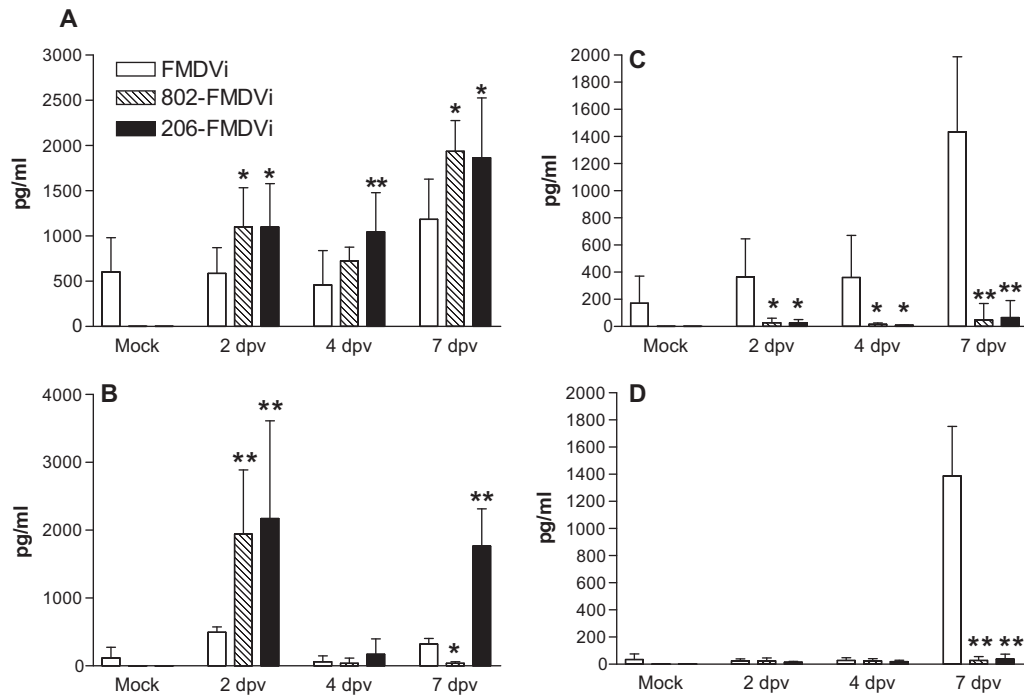 A
3000
2500
2000
1500
1000
500
0
pg/ml
FMDVi
802-FMDVi
206-FMDVi
* * ** * *
Mock 2 dpv 4 dpv 7 dpv
C
2000
1800
1600
1400
1200
1000
800
600
400
200
0
pg/ml
* * * * ** **
Mock 2 dpv 4 dpv 7 dpv
B
4000
3000
2000
1000
0
pg/ml
** ** * **
Mock 2 dpv 4 dpv 7 dpv
D
2000
1800
1600
1400
1200
1000
800
600
400
200
0
pg/ml
** **
Mock 2 dpv 4 dpv 7 dpv